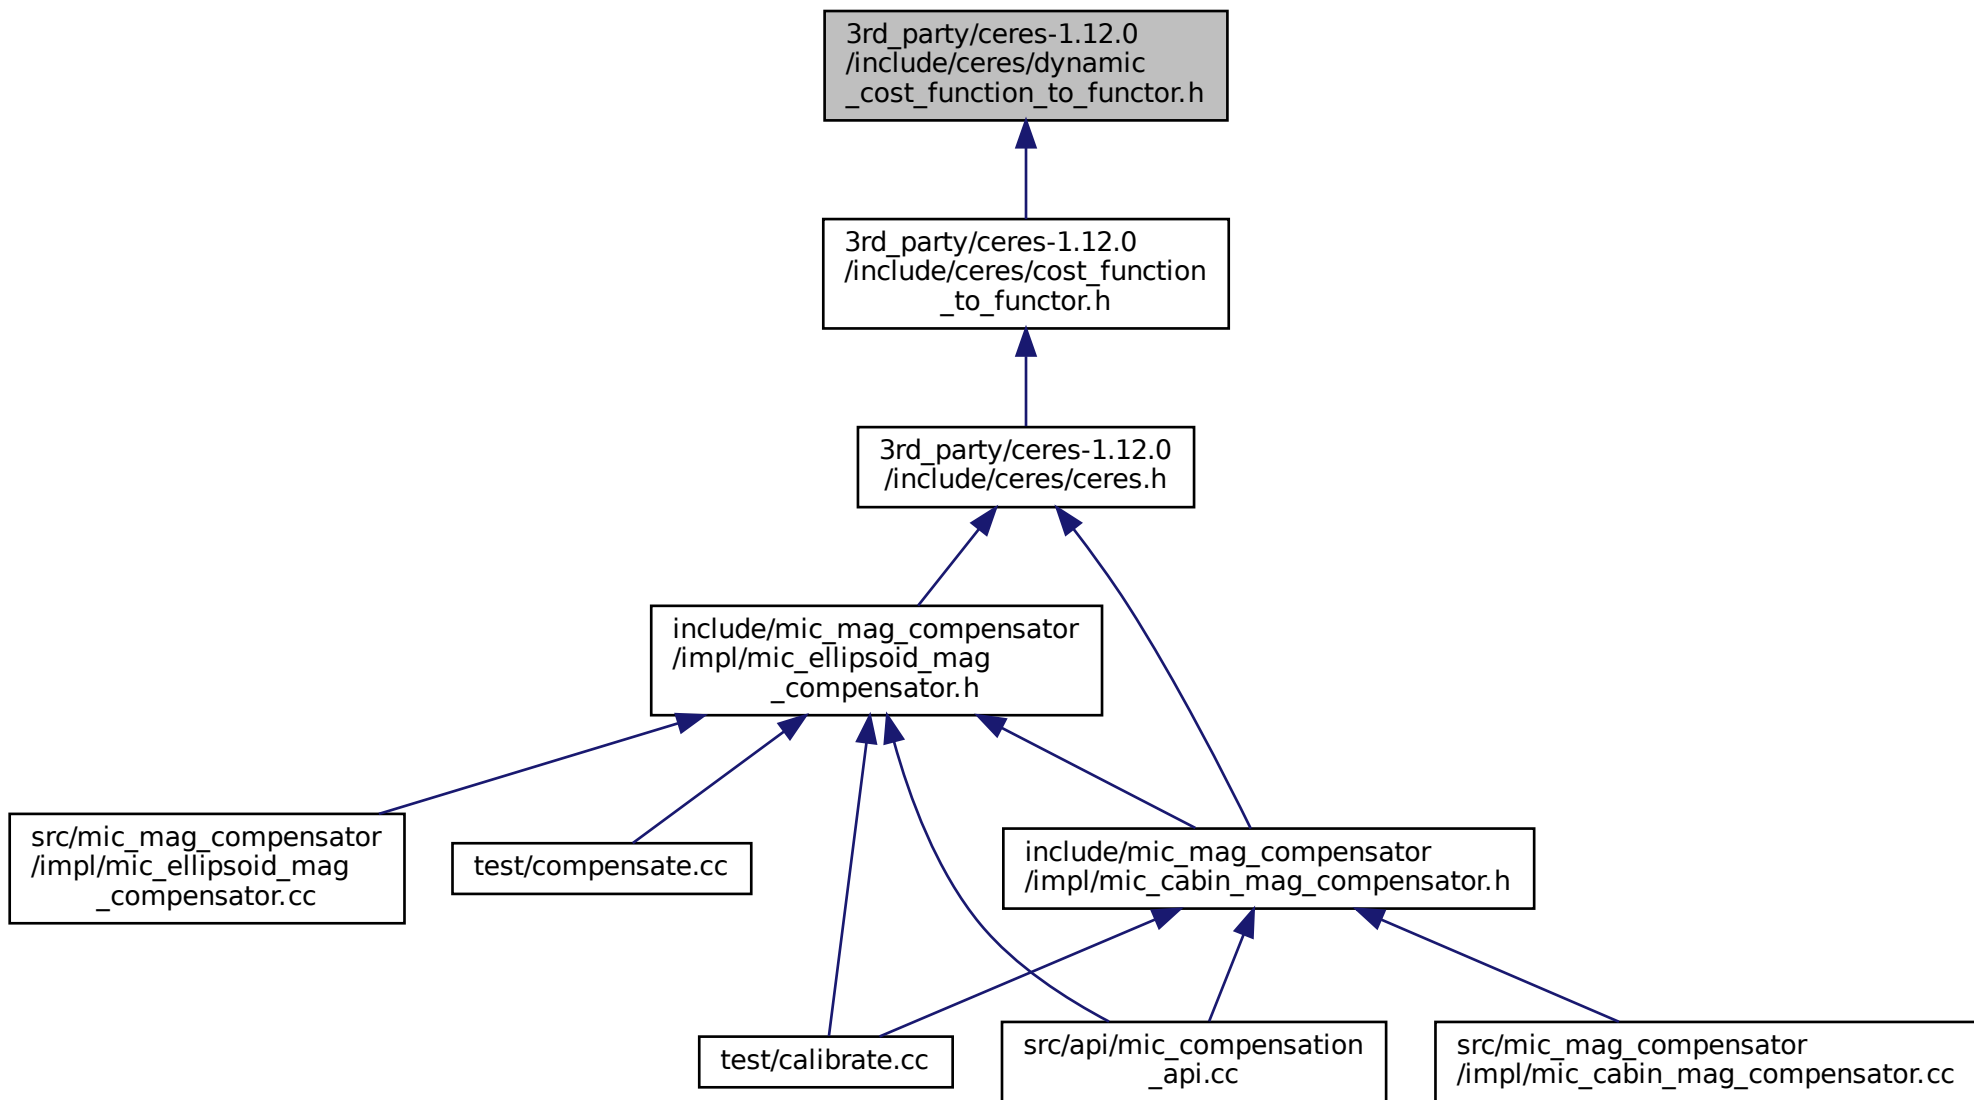 3rd_party/ceres-1.12.0
/include/ceres/dynamic
_cost_function_to_functor.h
3rd_party/ceres-1.12.0
/include/ceres/cost_function
_to_functor.h
3rd_party/ceres-1.12.0
/include/ceres/ceres.h
include/mic_mag_compensator
/impl/mic_ellipsoid_mag
_compensator.h
src/mic_mag_compensator
/impl/mic_ellipsoid_mag
_compensator.cc
test/compensate.cc
include/mic_mag_compensator
/impl/mic_cabin_mag_compensator.h
test/calibrate.cc
src/api/mic_compensation
_api.cc
src/mic_mag_compensator
/impl/mic_cabin_mag_compensator.cc